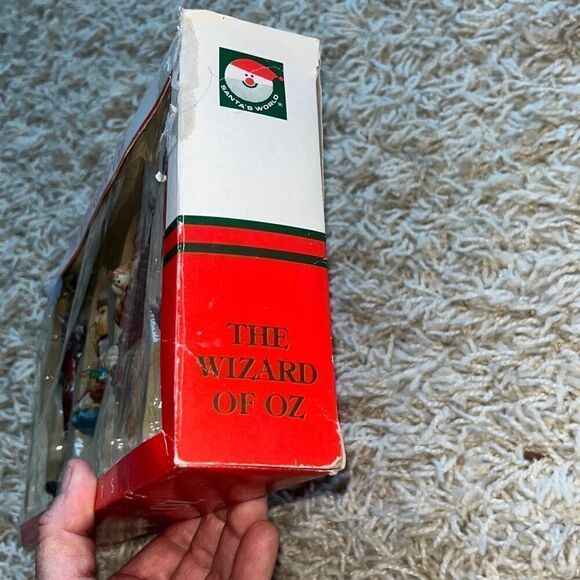 SANTA'S WORLD ®
THE
WIZARD
OF OZ